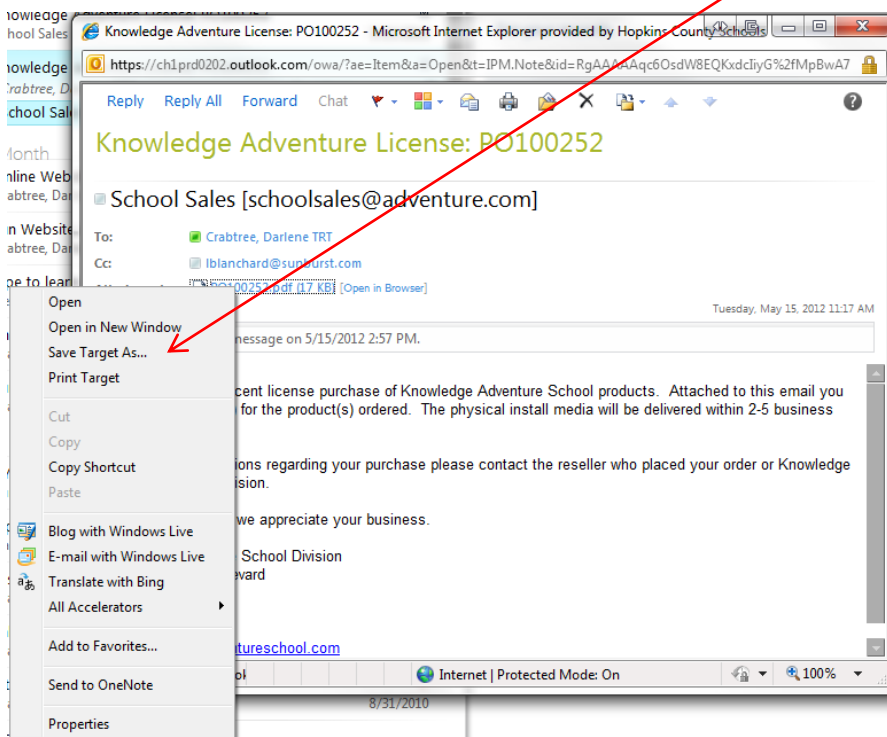 hool Sales
Knowledge Adventure License: PO100252 - Microsoft Internet Explorer provided by Hopkins County Schools
https://ch1prd0202.outlook.com/owa/?ae=Item&a=Open&t=IPM.Note&id=RgAAAAAqc6OsdW8EQKxdcIiyG%2fMpBwA7
nowledge
Crabtree, D
chool Sale
Month
nline Web
abtree, Dar
n Website
abtree, Dar
pe to lear
Reply Reply All Forward Chat
Knowledge Adventure License: PO100252
School Sales [schoolsales@adventure.com]
To: Crabtree, Darlene TRT
Cc: lblanchard@sunburst.com
PO100252.pdf (17 KB) [Open in Browser]
Tuesday, May 15, 2012 11:17 AM
message on 5/15/2012 2:57 PM.
cent license purchase of Knowledge Adventure School products. Attached to this email you
for the product(s) ordered. The physical install media will be delivered within 2-5 business
ions regarding your purchase please contact the reseller who placed your order or Knowledge
ision.
we appreciate your business.
School Division
evard
tureschool.com
Open
Open in New Window
Save Target As...
Print Target
Cut
Copy
Copy Shortcut
Paste
Blog with Windows Live
E-mail with Windows Live
Translate with Bing
All Accelerators
Add to Favorites...
Send to OneNote
Properties
Internet | Protected Mode: On
100%
8/31/2010